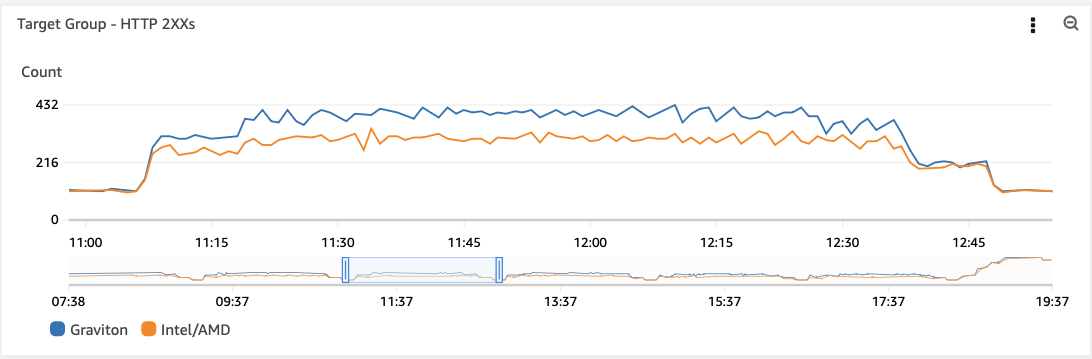 Target Group - HTTP 2XXs
Count
432
216
0
11:00 11:15 11:30 11:45 12:00 12:15 12:30 12:45
07:38 09:37 11:37 13:37 15:37 17:37 19:37
Graviton Intel/AMD